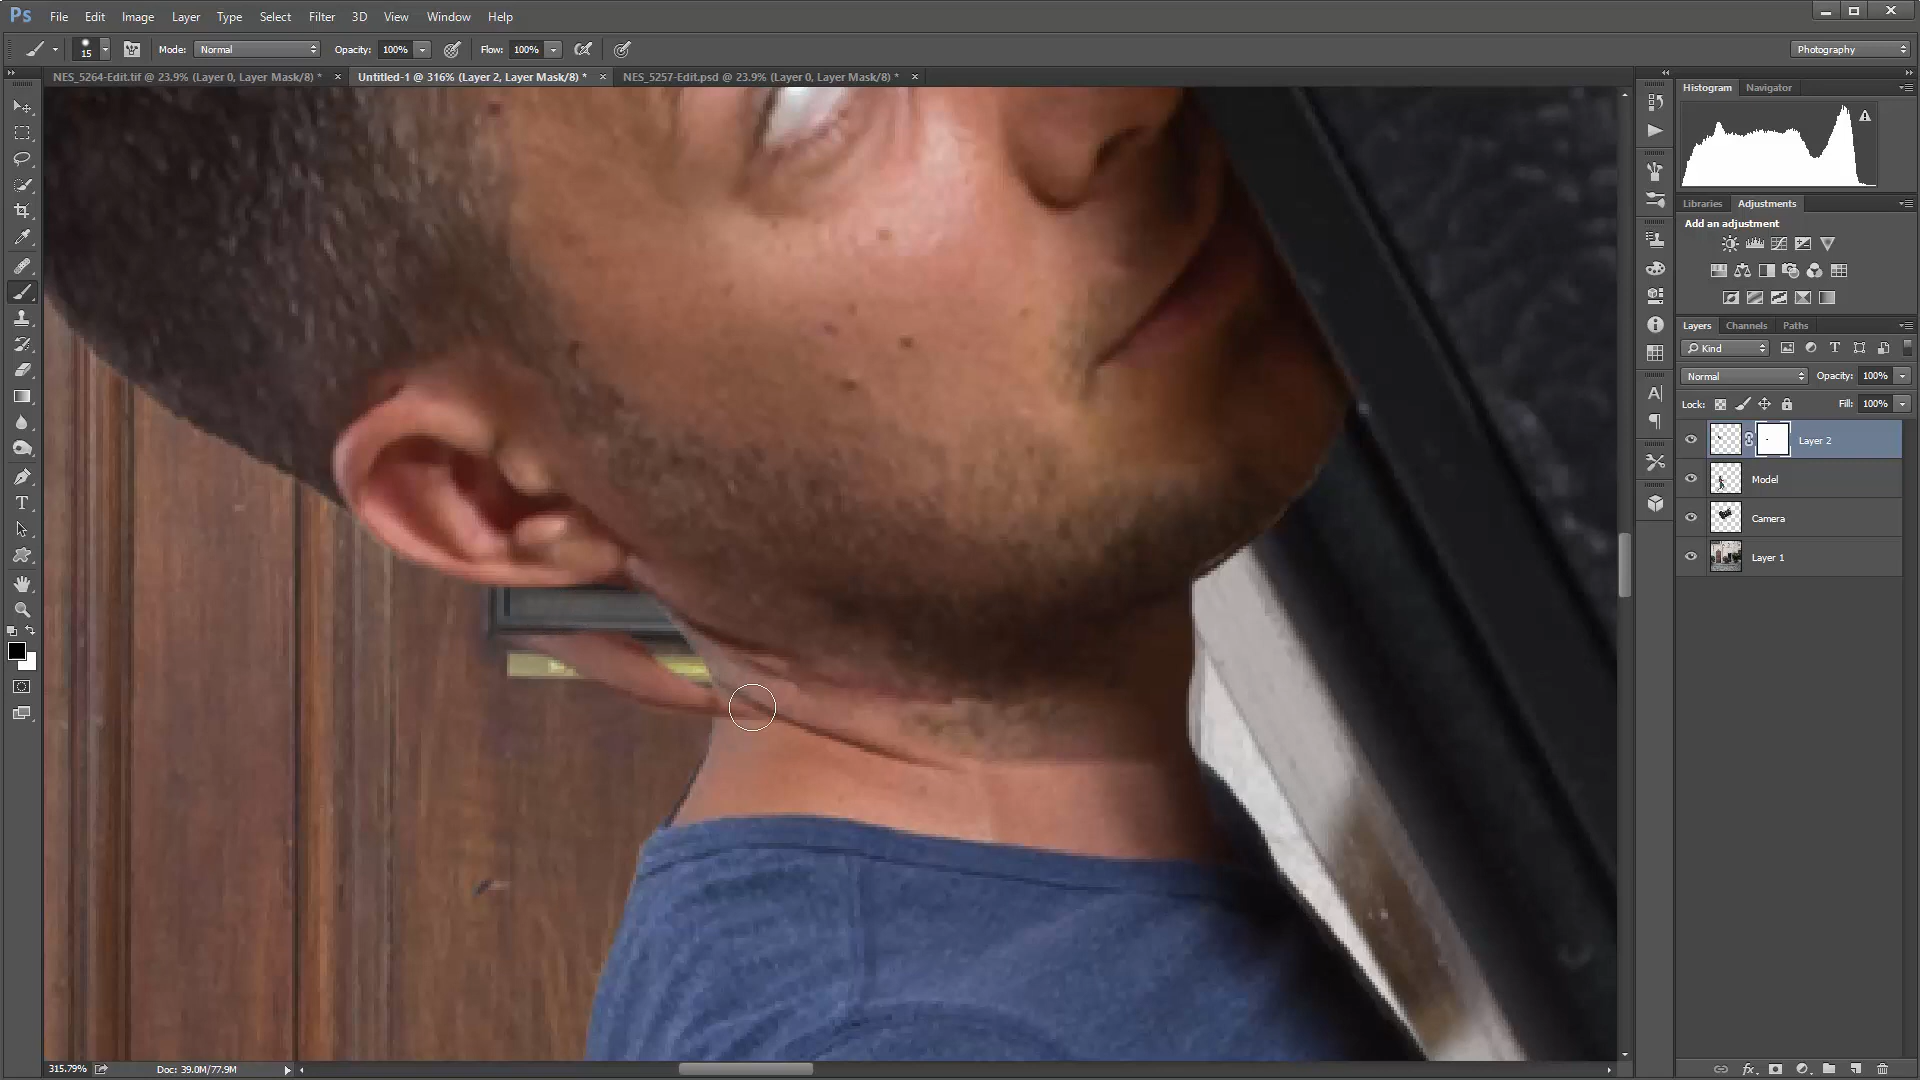 Ps File Edit Image Layer Type Select Filter 3D View Window Help
15 Mode: Normal Opacity: 100% Flow: 100% Photography
NES_5264-Edit.tif @ 23.9% (Layer 0, Layer Mask/8) * × Untitled-1 @ 316% (Layer 2, Layer Mask/8) * × NES_5257-Edit.psd @ 23.9% (Layer 0, Layer Mask/8) * ×
Histogram Navigator
Libraries Adjustments
Add an adjustment
Layers Channels Paths
Kind
Normal Opacity: 100%
Lock: Fill: 100%
Layer 2
Model
Camera
Layer 1
315.79% Doc: 39.0M/77.9M